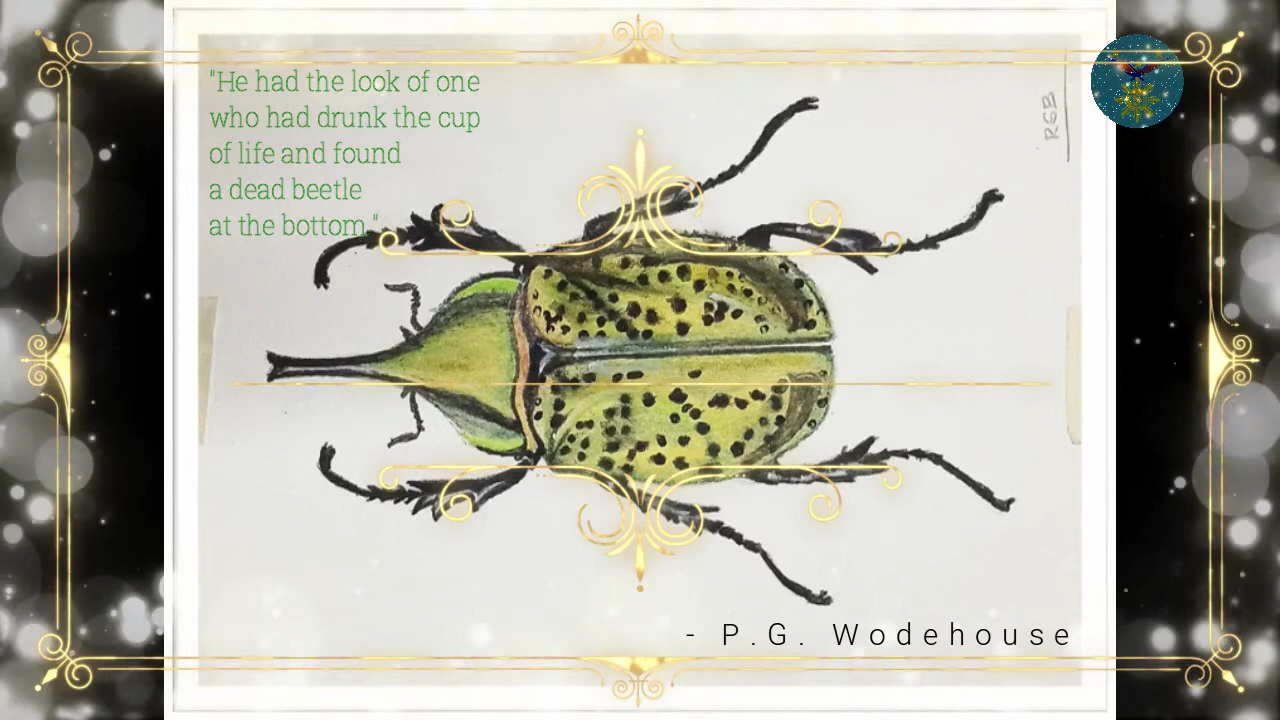 "He had the look of one
who had drunk the cup
of life and found
a dead beetle
at the bottom."
RGB
- P.G. Wodehouse